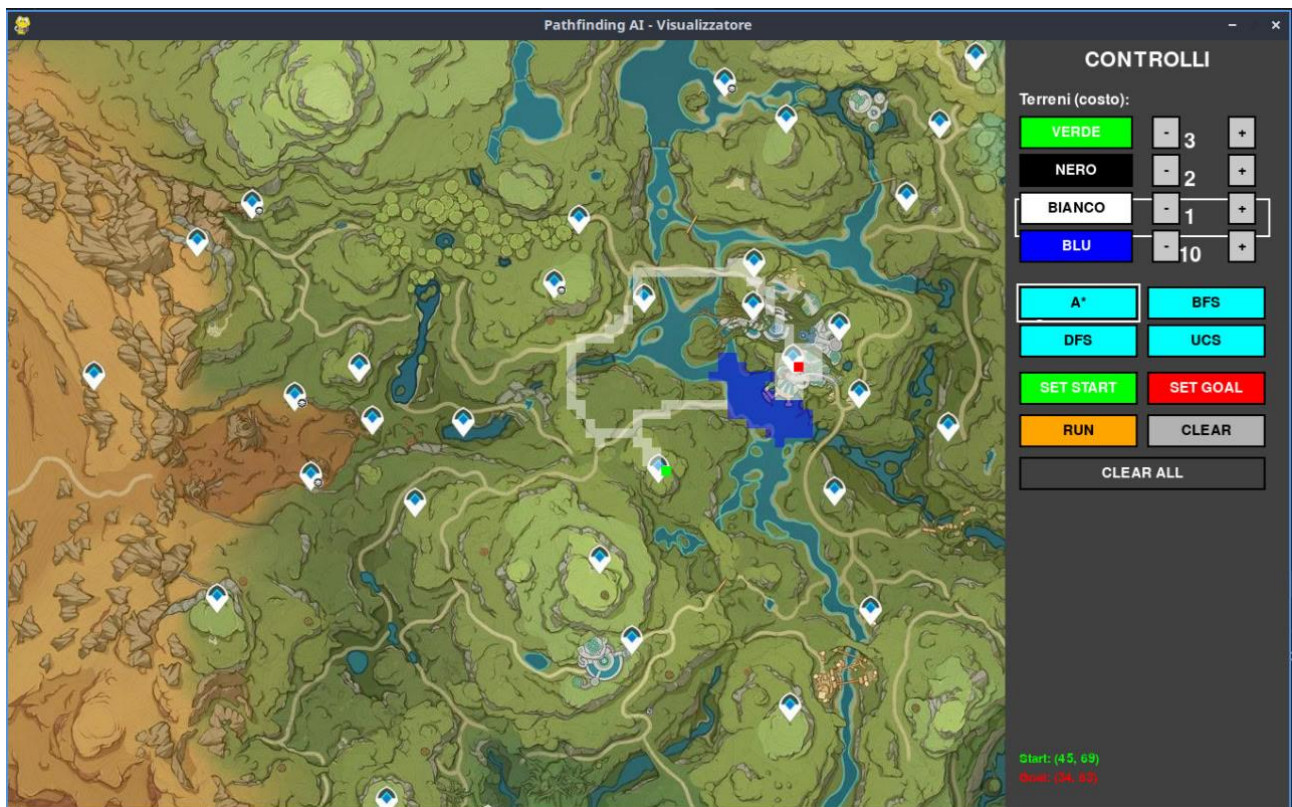 Pathfinding AI - Visualizzatore
CONTROLLI
Terreni (costo):
VERDE - 3 +
NERO - 2 +
BIANCO - 1 +
BLU - 10 +
A* BFS
DFS UCS
SET START SET GOAL
RUN CLEAR
CLEAR ALL
Start: (45, 69)
Goal: